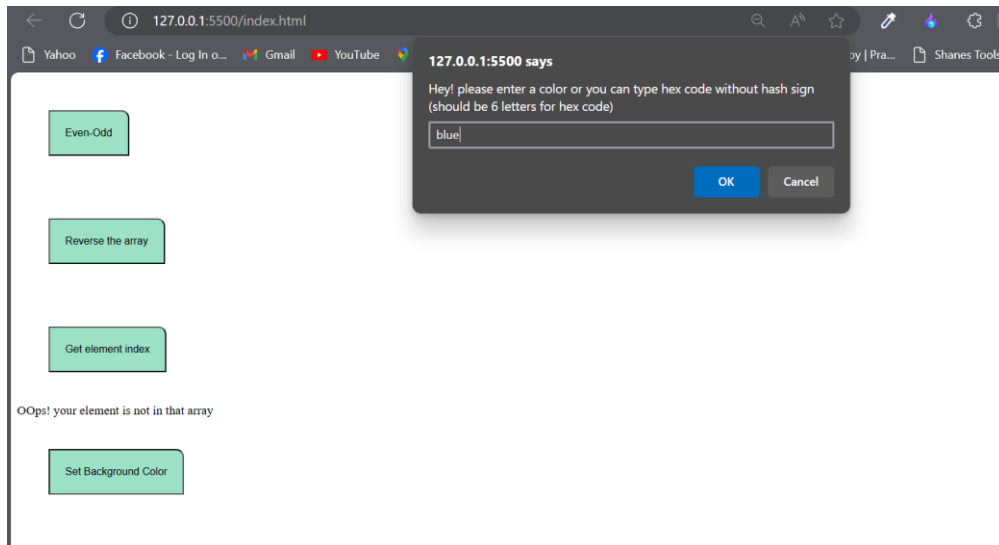 127.0.0.1:5500/index.html
Yahoo Facebook - Log In o... Gmail YouTube oy | Pra... Shanes Tools
127.0.0.1:5500 says
Hey! please enter a color or you can type hex code without hash sign
(should be 6 letters for hex code)
blue
OK Cancel
Even-Odd
Reverse the array
Get element index
OOps! your element is not in that array
Set Background Color